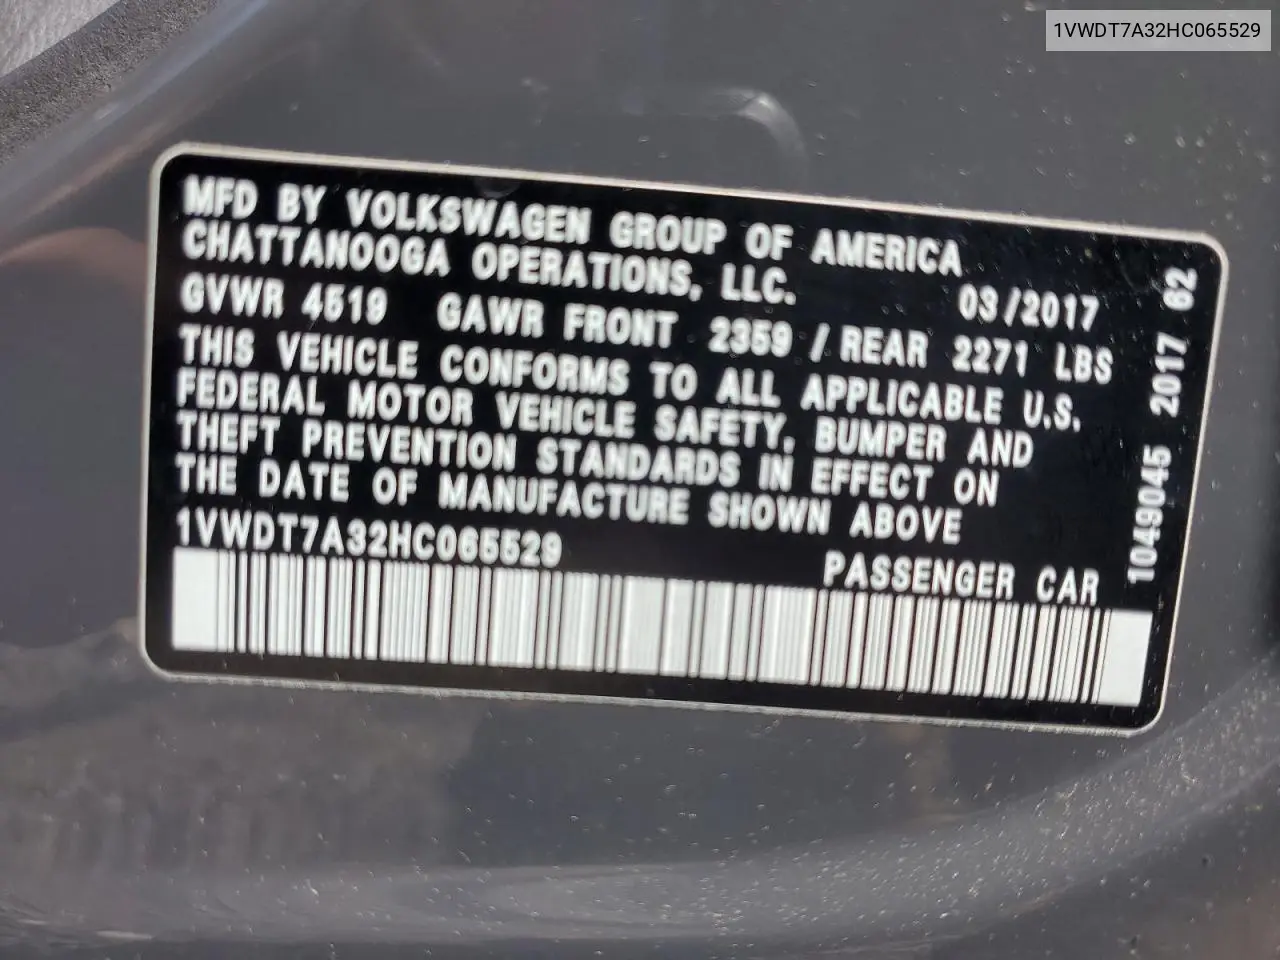 1VWDT7A32HC065529
MFD BY VOLKSWAGEN GROUP OF AMERICA
CHATTANOOGA OPERATIONS, LLC.
03/2017
GVWR 4519 GAWR FRONT 2359 / REAR 2271 LBS
THIS VEHICLE CONFORMS TO ALL APPLICABLE U.S.
FEDERAL MOTOR VEHICLE SAFETY, BUMPER AND
THEFT PREVENTION STANDARDS IN EFFECT ON
THE DATE OF MANUFACTURE SHOWN ABOVE
1VWDT7A32HC065529
PASSENGER CAR
1049045 2017 62